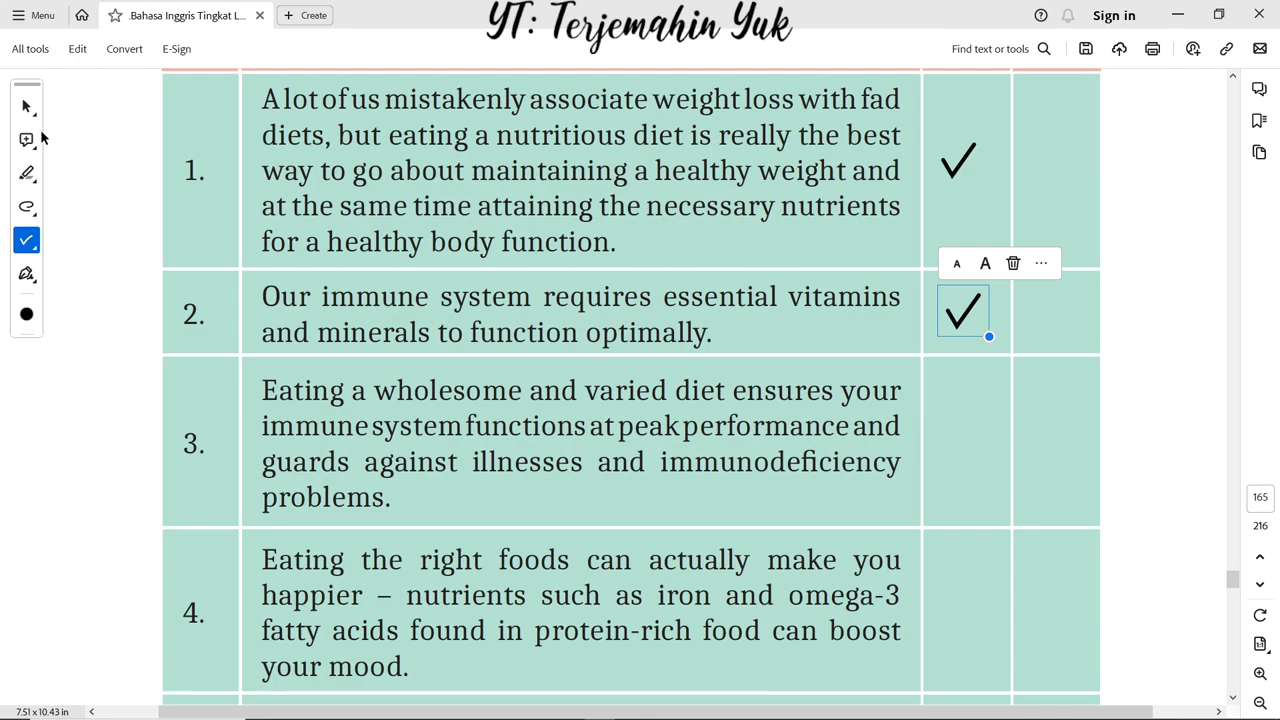 Menu
.Bahasa Inggris Tingkat L...
Create
YT: Terjemahin Yuk
Sign in
All tools
Edit
Convert
E-Sign
Find text or tools
1.
A lot of us mistakenly associate weight loss with fad
diets, but eating a nutritious diet is really the best
way to go about maintaining a healthy weight and
at the same time attaining the necessary nutrients
for a healthy body function.
A A
2.
Our immune system requires essential vitamins
and minerals to function optimally.
3.
Eating a wholesome and varied diet ensures your
immune system functions at peak performance and
guards against illnesses and immunodeficiency
problems.
4.
Eating the right foods can actually make you
happier – nutrients such as iron and omega-3
fatty acids found in protein-rich food can boost
your mood.
165
216
7.51 x 10.43 in